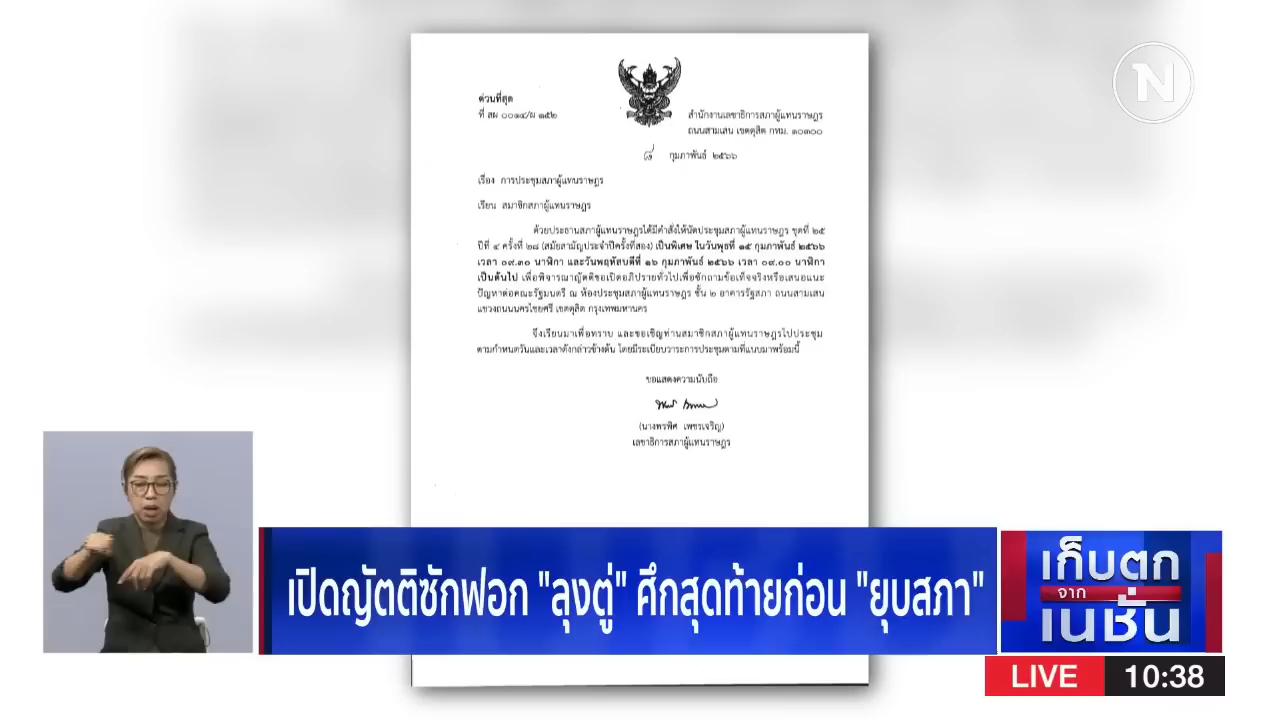 N
ด่วนที่สุด
ที่ สผ ๐๐๑๔/ผ ๑๕๒
สำนักงานเลขาธิการสภาผู้แทนราษฎร
ถนนสามเสน เขตดุสิต กทม. ๑๐๓๐๐
๘ กุมภาพันธ์ ๒๕๖๖
เรื่อง การประชุมสภาผู้แทนราษฎร
เรียน สมาชิกสภาผู้แทนราษฎร
ด้วยประธานสภาผู้แทนราษฎรได้มีคำสั่งให้นัดประชุมสภาผู้แทนราษฎร ชุดที่ ๒๕
ปีที่ ๔ ครั้งที่ ๒๘ (สมัยสามัญประจำปีครั้งที่สอง) เป็นพิเศษ ในวันพุธที่ ๑๕ กุมภาพันธ์ ๒๕๖๖
เวลา ๐๙.๓๐ นาฬิกา และวันพฤหัสบดีที่ ๑๖ กุมภาพันธ์ ๒๕๖๖ เวลา ๐๙.๐๐ นาฬิกา
เป็นต้นไป เพื่อพิจารณาญัตติขอเปิดอภิปรายทั่วไปเพื่อซักถามข้อเท็จจริงหรือเสนอแนะ
ปัญหาต่อคณะรัฐมนตรี ณ ห้องประชุมสภาผู้แทนราษฎร ชั้น ๒ อาคารรัฐสภา ถนนสามเสน
แขวงถนนนครไชยศรี เขตดุสิต กรุงเทพมหานคร
จึงเรียนมาเพื่อทราบ และขอเชิญท่านสมาชิกสภาผู้แทนราษฎรไปประชุม
ตามกำหนดวันและเวลาดังกล่าวข้างต้น โดยมีระเบียบวาระการประชุมตามที่แนบมาพร้อมนี้
ขอแสดงความนับถือ
(นางพรพิศ เพชรเจริญ)
เลขาธิการสภาผู้แทนราษฎร
เปิดญัตติซักฟอก "ลุงตู่" ศึกสุดท้ายก่อน "ยุบสภา"
เก็บตก
จาก
เนชั่น
LIVE 10:38